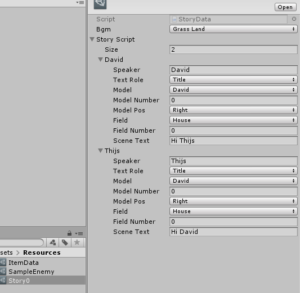 Open
Script StoryData
Bgm Grass Land
Story Script
Size 2
David
Speaker David
Text Role Title
Model David
Model Number 0
Model Pos Right
Field House
Field Number 0
Scene Text Hi Thijs
Thijs
Speaker Thijs
Text Role Title
Model David
Model Number 0
Model Pos Right
Field House
Field Number 0
Scene Text Hi David
sets Resources
ItemData
SampleEnemy
Story0